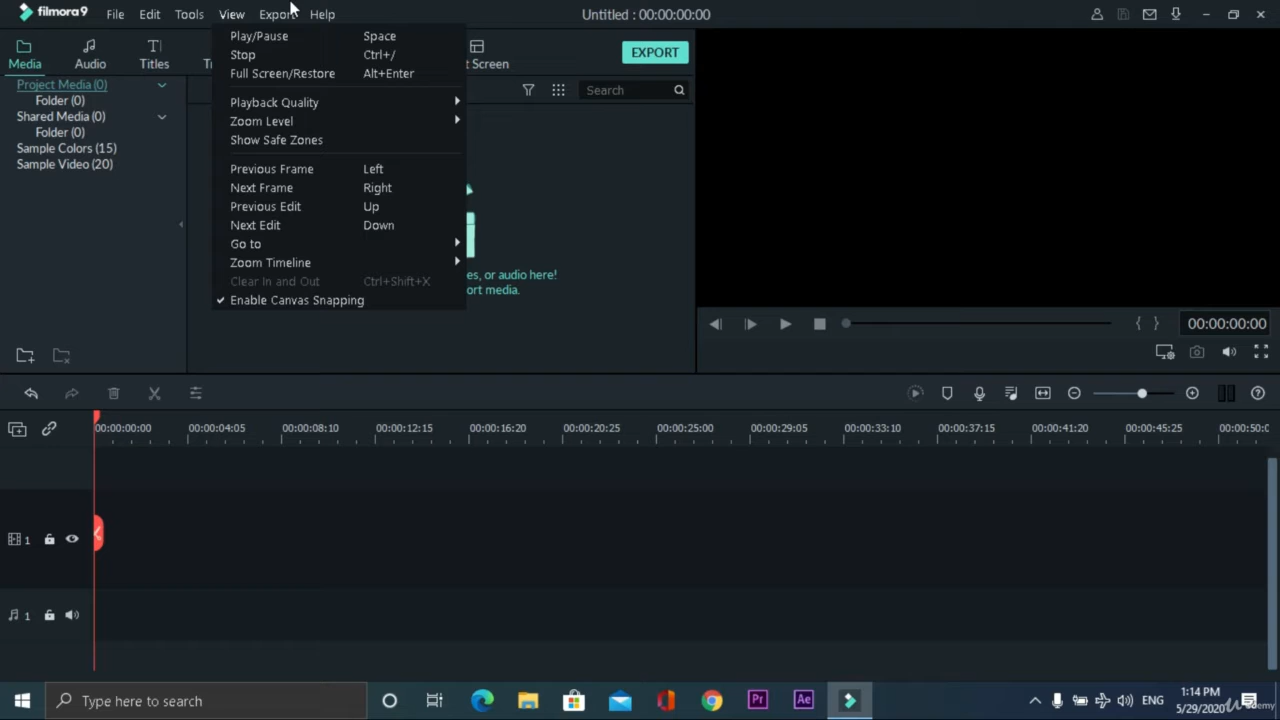 filmora9 File Edit Tools View Export Help Untitled : 00:00:00:00
Media Audio Titles EXPORT
Project Media (0)
Folder (0)
Shared Media (0)
Folder (0)
Sample Colors (15)
Sample Video (20)
Play/Pause Space
Stop Ctrl+/
Full Screen/Restore Alt+Enter
Playback Quality
Zoom Level
Show Safe Zones
Previous Frame Left
Next Frame Right
Previous Edit Up
Next Edit Down
Go to
Zoom Timeline
Clear In and Out Ctrl+Shift+X
Enable Canvas Snapping
Screen
Search
or audio here!
media.
00:00:00:00
00:00:00:00 00:00:04:05 00:00:08:10 00:00:12:15 00:00:16:20 00:00:20:25 00:00:25:00 00:00:29:05 00:00:33:10 00:00:37:15 00:00:41:20 00:00:45:25 00:00:50:0
1
1
Type here to search Pr Ae ENG 1:14 PM
5/29/2020